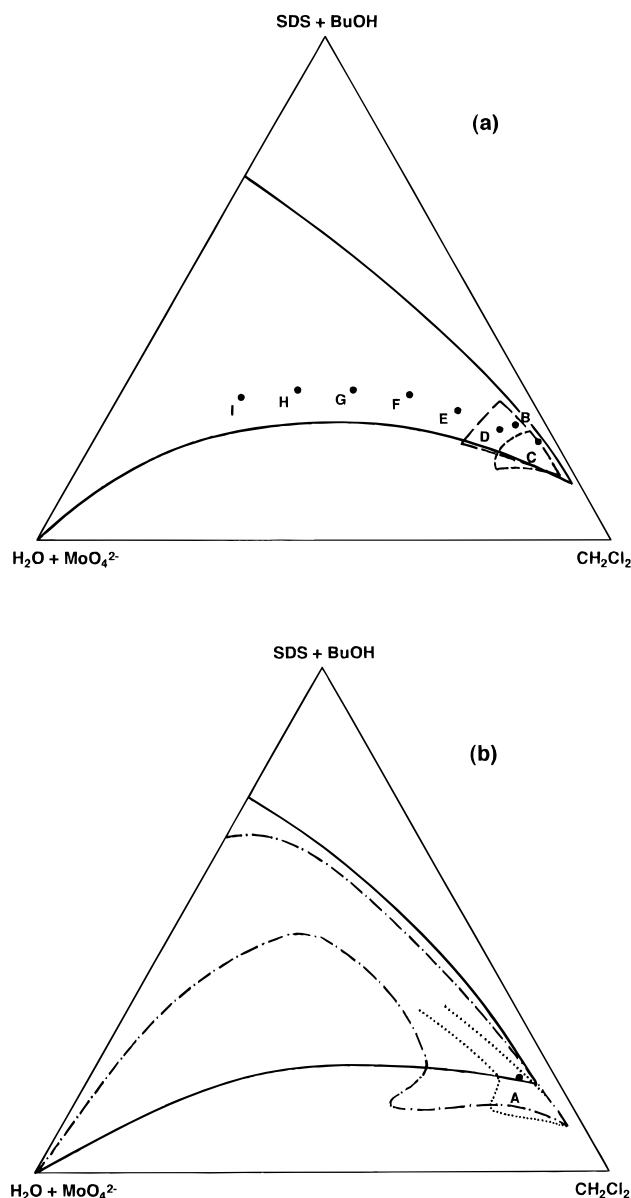 SDS + BuOH
(a)
I H G F E D B C
H₂O + MoO₄²⁻ CH₂Cl₂
SDS + BuOH
(b)
A
H₂O + MoO₄²⁻ CH₂Cl₂